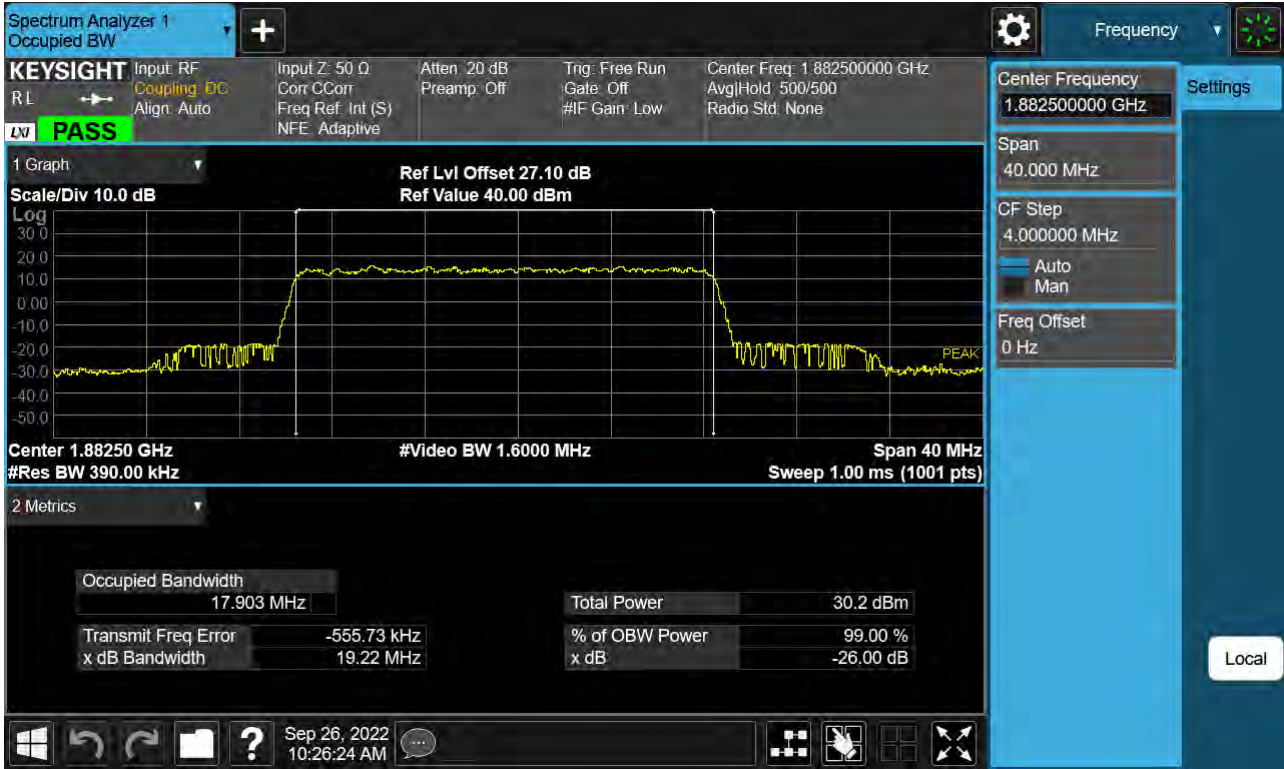 Spectrum Analyzer 1
Occupied BW
Frequency
KEYSIGHT
R L
LXI
PASS
Input: RF
Coupling: DC
Align: Auto
Input Z: 50 Ω
Corr CCorr
Freq Ref: Int (S)
NFE: Adaptive
Atten: 20 dB
Preamp: Off
Trig: Free Run
Gate: Off
#IF Gain: Low
Center Freq: 1.882500000 GHz
Avg|Hold: 500/500
Radio Std: None
Center Frequency
1.882500000 GHz
Settings
Span
40.000 MHz
CF Step
4.000000 MHz
Auto
Man
Freq Offset
0 Hz
1 Graph
Scale/Div 10.0 dB
Ref Lvl Offset 27.10 dB
Ref Value 40.00 dBm
Log
30.0
20.0
10.0
0.00
-10.0
-20.0
-30.0
-40.0
-50.0
PEAK
Center 1.88250 GHz
#Video BW 1.6000 MHz
Span 40 MHz
#Res BW 390.00 kHz
Sweep 1.00 ms (1001 pts)
2 Metrics
Occupied Bandwidth
17.903 MHz
Total Power 30.2 dBm
Transmit Freq Error -555.73 kHz
% of OBW Power 99.00 %
x dB Bandwidth 19.22 MHz
x dB -26.00 dB
Local
Sep 26, 2022
10:26:24 AM